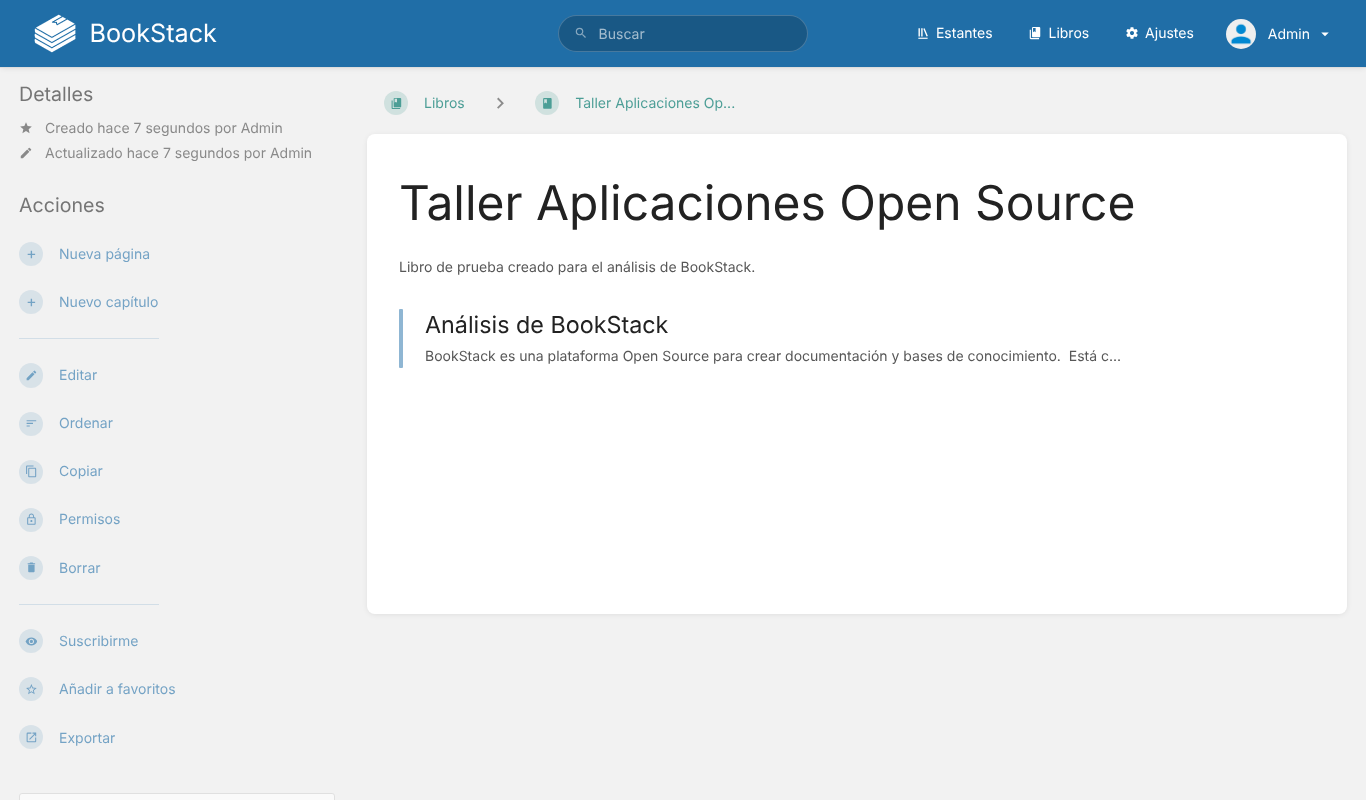 BookStack
Buscar
Estantes
Libros
Ajustes
Admin
Detalles
Creado hace 7 segundos por Admin
Actualizado hace 7 segundos por Admin
Acciones
Nueva página
Nuevo capítulo
Editar
Ordenar
Copiar
Permisos
Borrar
Suscribirme
Añadir a favoritos
Exportar
Libros
Taller Aplicaciones Op...
Taller Aplicaciones Open Source
Libro de prueba creado para el análisis de BookStack.
Análisis de BookStack
BookStack es una plataforma Open Source para crear documentación y bases de conocimiento.  Está c...